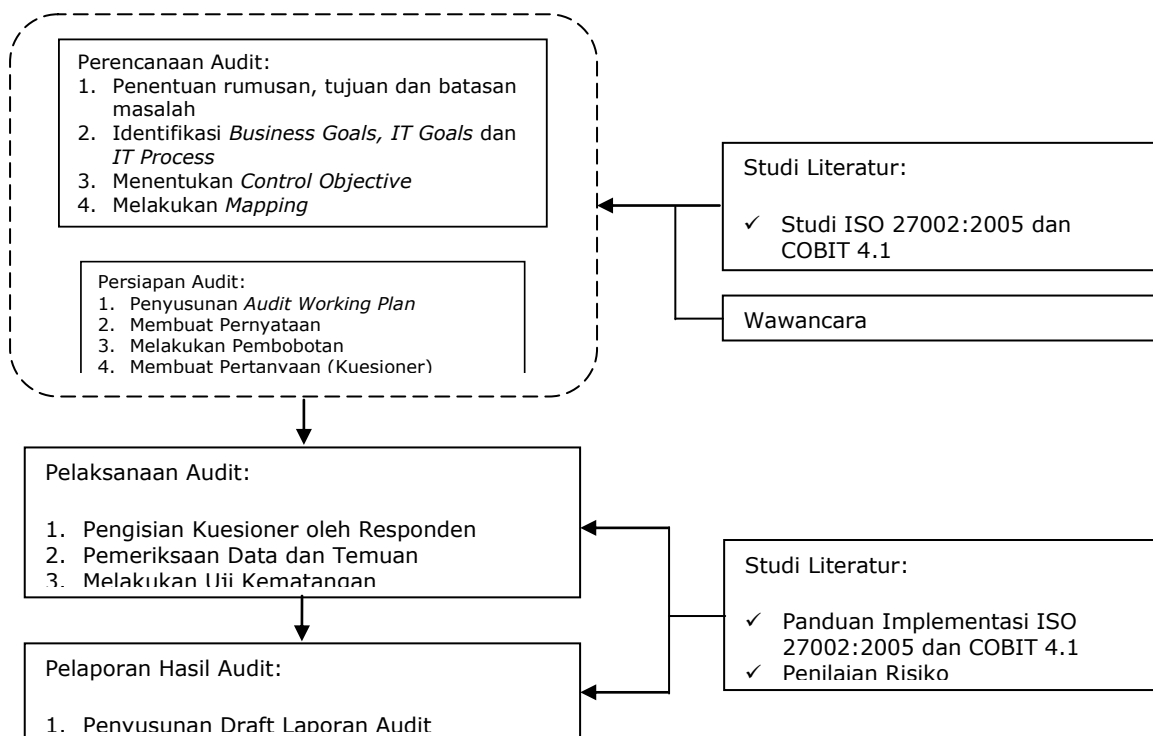 Perencanaan Audit:
1. Penentuan rumusan, tujuan dan batasan
masalah
2. Identifikasi Business Goals, IT Goals dan
IT Process
3. Menentukan Control Objective
4. Melakukan Mapping
Persiapan Audit:
1. Penyusunan Audit Working Plan
2. Membuat Pernyataan
3. Melakukan Pembobotan
4. Membuat Pertanyaan (Kuesioner)
Studi Literatur:
✓ Studi ISO 27002:2005 dan
COBIT 4.1
Wawancara
Pelaksanaan Audit:
1. Pengisian Kuesioner oleh Responden
2. Pemeriksaan Data dan Temuan
3. Melakukan Uji Kematangan
Studi Literatur:
✓ Panduan Implementasi ISO
27002:2005 dan COBIT 4.1
✓ Penilaian Risiko
Pelaporan Hasil Audit:
1. Penyusunan Draft Laporan Audit